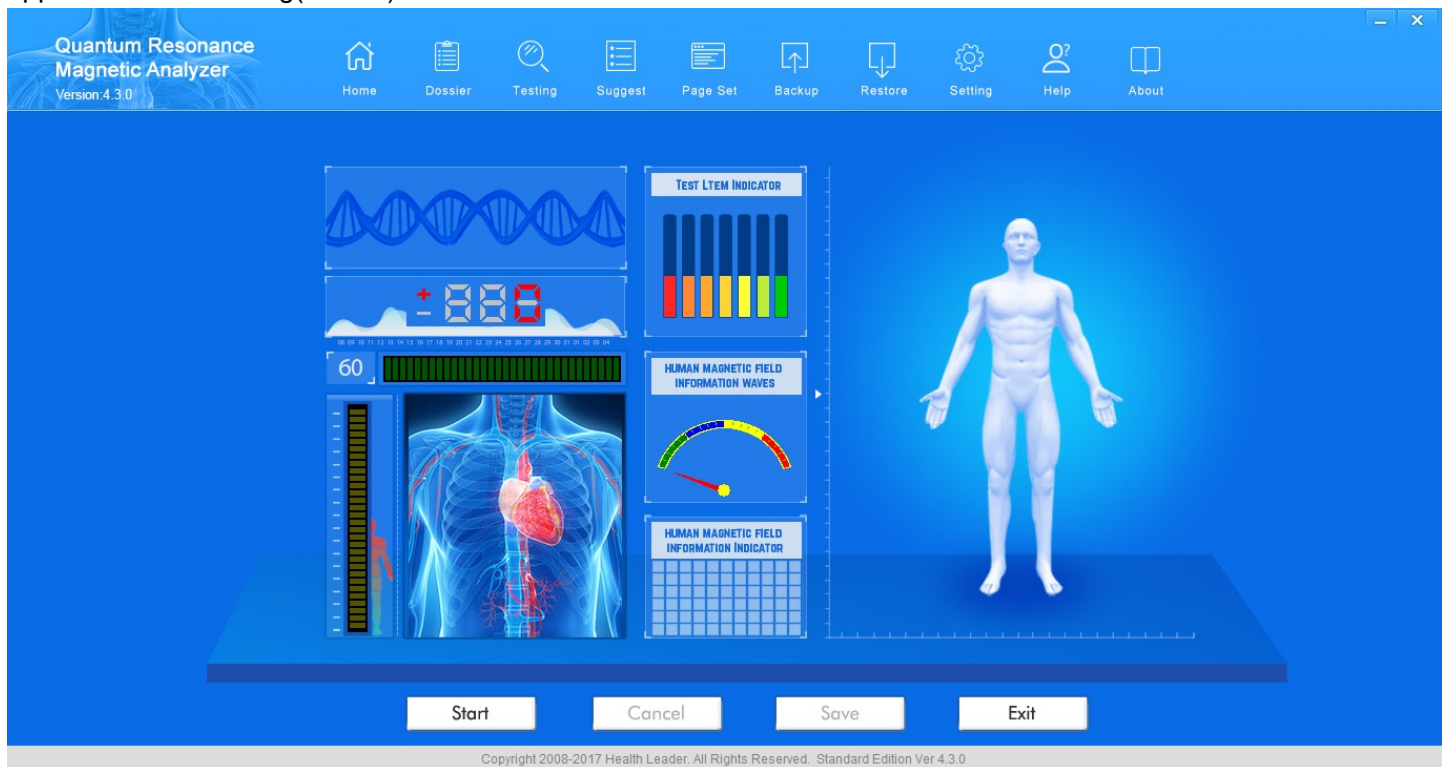 Quantum Resonance
Magnetic Analyzer
Version:4.3.0
Home Dossier Testing Suggest Page Set Backup Restore Setting Help About
TEST LTEM INDICATOR
+
-
60
HUMAN MAGNETIC FIELD
INFORMATION WAVES
HUMAN MAGNETIC FIELD
INFORMATION INDICATOR
Start Cancel Save Exit
Copyright 2008-2017 Health Leader. All Rights Reserved. Standard Edition Ver 4.3.0